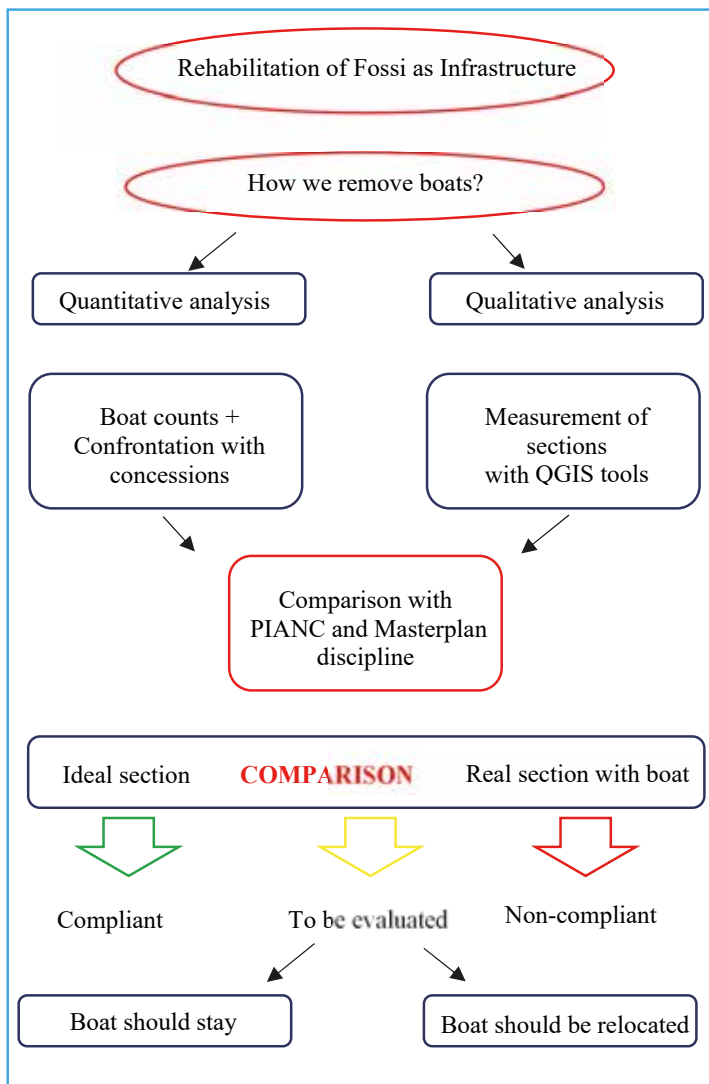 Rehabilitation of Fossi as Infrastructure
How we remove boats?
Quantitative analysis
Qualitative analysis
Boat counts +
Confrontation with
concessions
Measurement of
sections
with QGIS tools
Comparison with
PIANC and Masterplan
discipline
Ideal section COMPARISON Real section with boat
Compliant
To be evaluated
Non-compliant
Boat should stay
Boat should be relocated